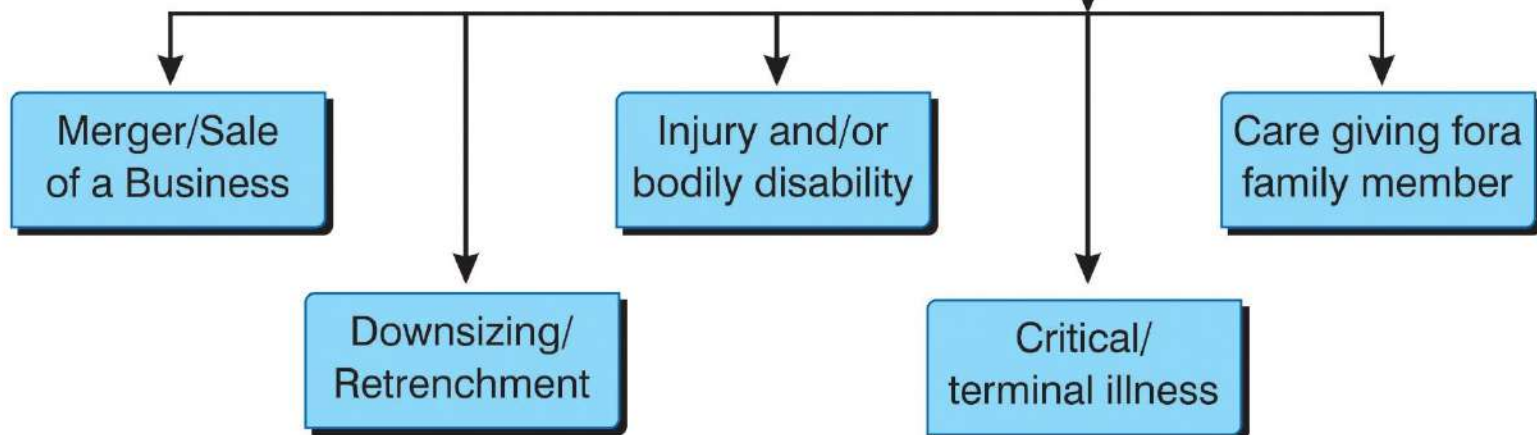 Merger/Sale
of a Business
Injury and/or
bodily disability
Care giving fora
family member
Downsizing/
Retrenchment
Critical/
terminal illness